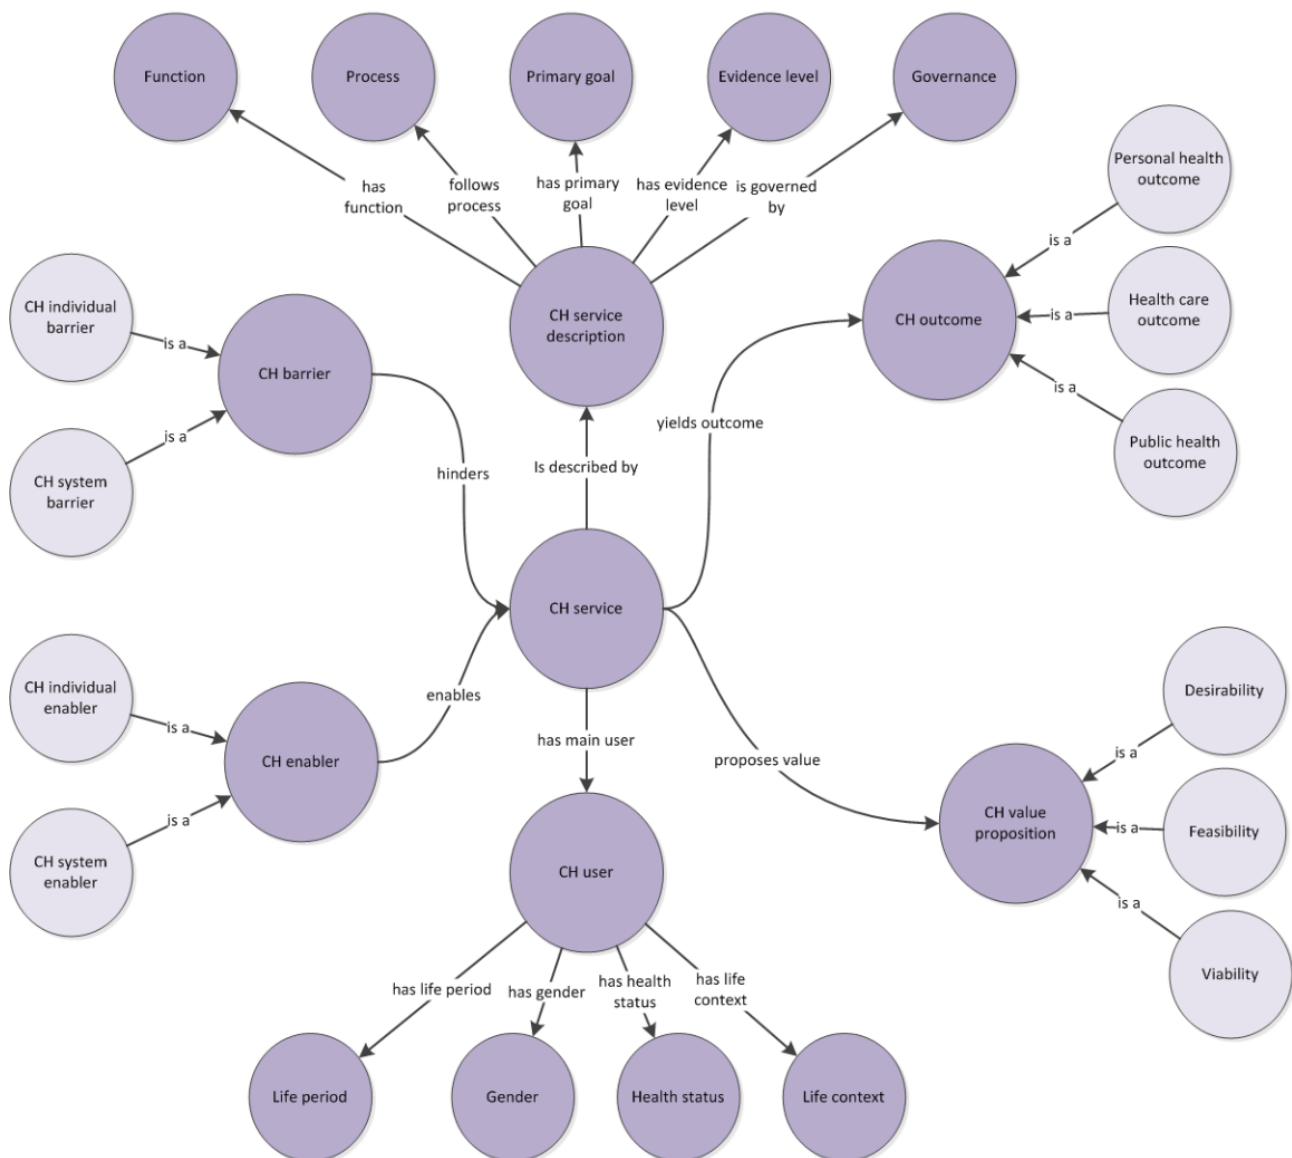 Function
Process
Primary goal
Evidence level
Governance
has
function
follows
process
has primary
goal
has evidence
level
is governed
by
Personal health
outcome
is a
CH individual
barrier
is a
CH barrier
CH service
description
CH outcome
Health care
outcome
is a
is a
Public health
outcome
CH system
barrier
is a
hinders
Is described by
yields outcome
CH service
CH individual
enabler
is a
enables
has main user
proposes value
Desirability
is a
CH enabler
CH value
proposition
Feasibility
is a
CH system
enabler
is a
CH user
is a
Viability
has life period
has gender
has health
status
has life
context
Life period
Gender
Health status
Life context